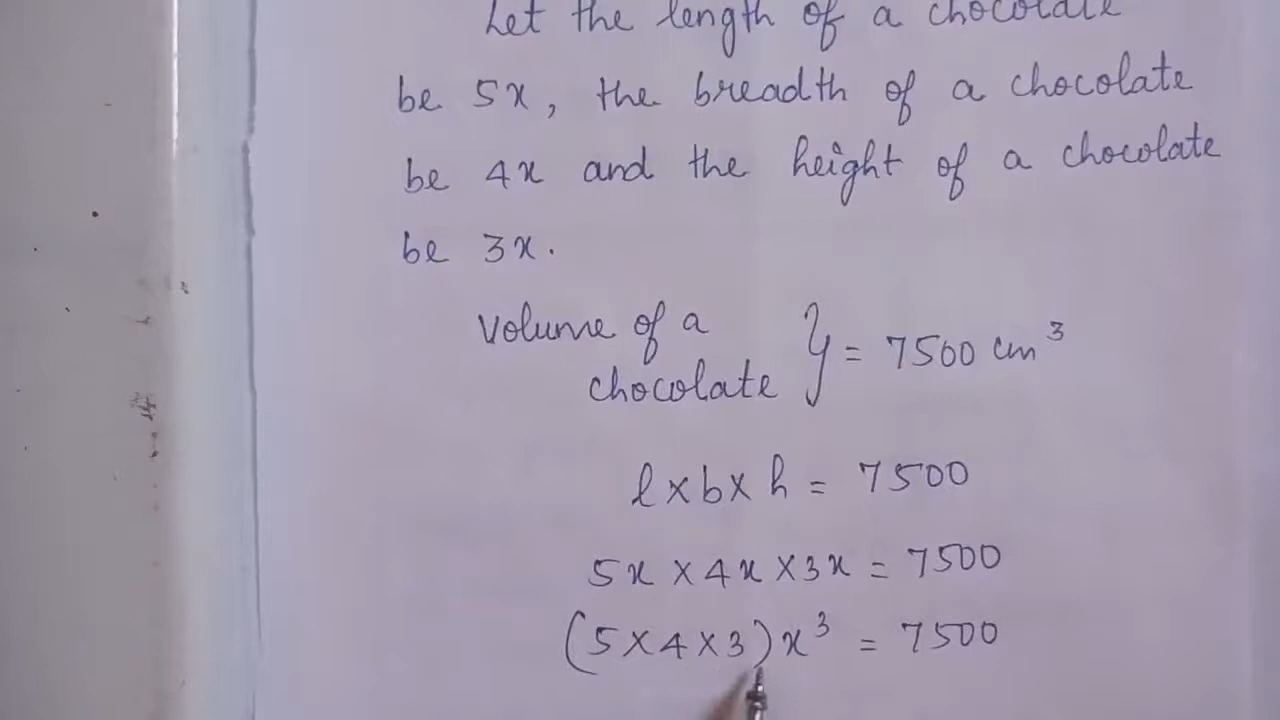 Let the length of a chocolate
be 5x, the breadth of a chocolate
be 4x and the height of a chocolate
be 3x.
Volume of a
chocolate } = 7500 cm³
l×b×h = 7500
5x × 4x × 3x = 7500
(5×4×3)x³ = 7500